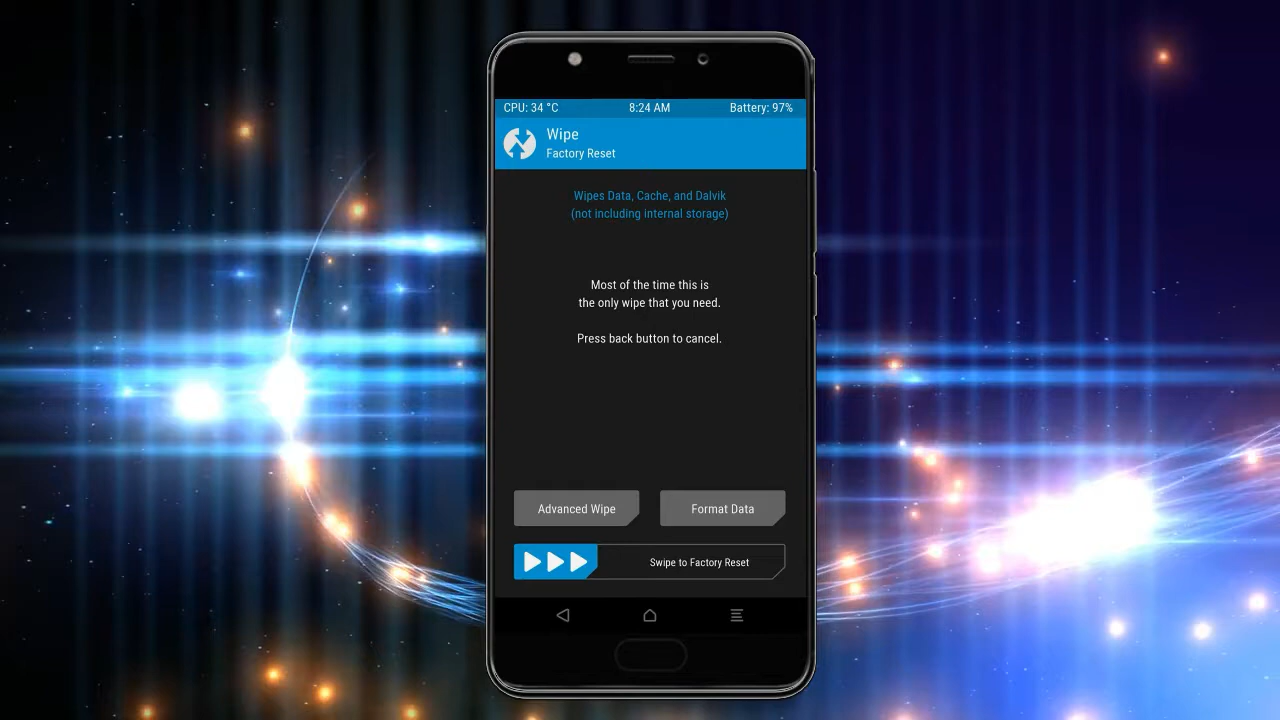 CPU: 34 °C 8:24 AM Battery: 97%
Wipe
Factory Reset
Wipes Data, Cache, and Dalvik
(not including internal storage)
Most of the time this is
the only wipe that you need.
Press back button to cancel.
Advanced Wipe Format Data
Swipe to Factory Reset